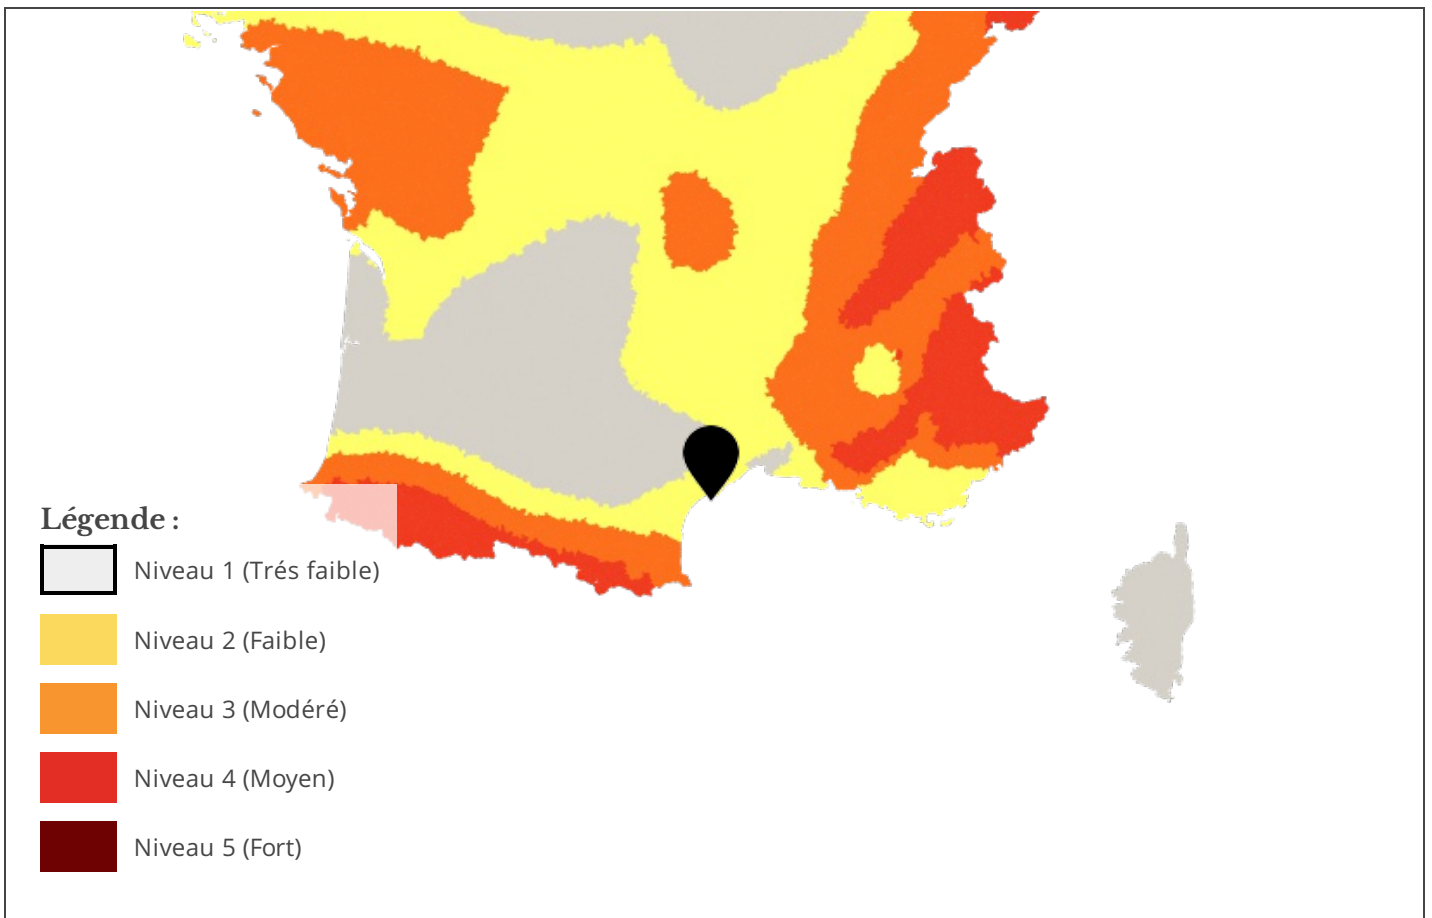 Légende :
Niveau 1 (Trés faible)
Niveau 2 (Faible)
Niveau 3 (Modéré)
Niveau 4 (Moyen)
Niveau 5 (Fort)